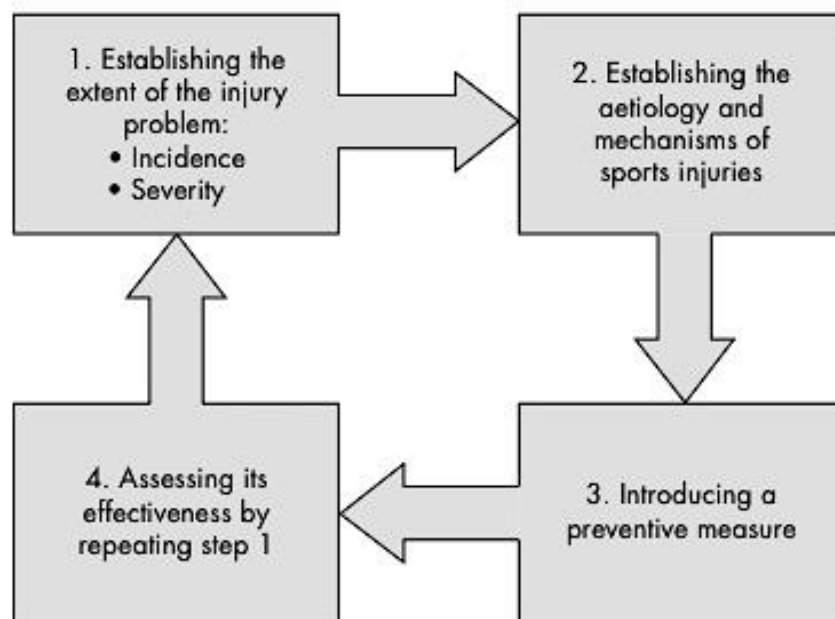 1. Establishing the
extent of the injury
problem:
• Incidence
• Severity
2. Establishing the
aetiology and
mechanisms of
sports injuries
3. Introducing a
preventive measure
4. Assessing its
effectiveness by
repeating step 1